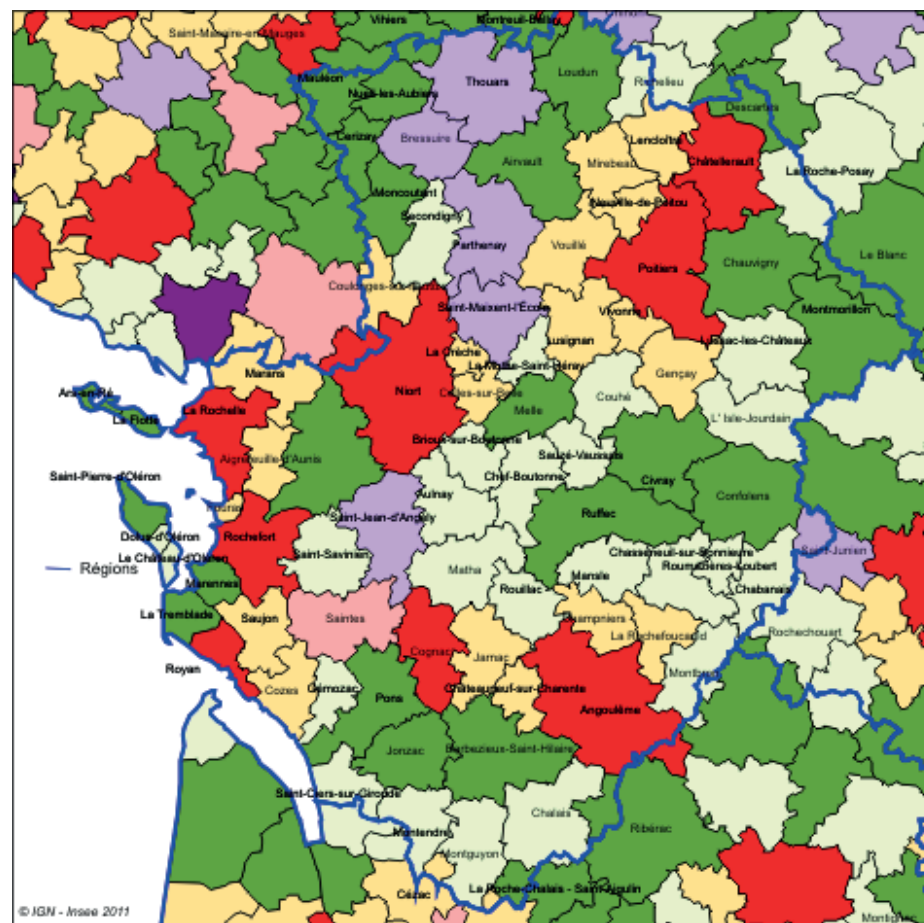 Vihiers
Montreuil-Bellay
Saint-Macaire-en-Mauges
Mauléon
Thouars
Loudun
Richelieu
Nueil-les-Aubiers
Descartes
Cerizay
Bressuire
Airvault
Lencloître
Mirebeau
Châtellerault
La Roche-Posay
Moncoutant
Secondigny
Neuville-de-Poitou
Parthenay
Vouillé
Poitiers
Chauvigny
Le Blanc
Saint-Maixent-l'École
Vivonne
Montmorillon
Lusignan
La Crèche
La Mothe-Saint-Héray
Lussac-les-Châteaux
Marans
Gençay
Niort
Celles-sur-Belle
Couhé
Ars-en-Ré
La Rochelle
Melle
L' Isle-Jourdain
La Flotte
Brioux-sur-Boutonne
Aigrefeuille-d'Aunis
Sauzé-Vaussais
Saint-Pierre-d'Oléron
Chef-Boutonne
Civray
Aulnay
Confolens
Saint-Jean-d'Angély
Ruffec
Dolus-d'Oléron
Rochefort
Saint-Savinien
Chasseneuil-sur-Bonnieure
Saint-Junien
Le Château-d'Oléron
Régions
Matha
Mansle
Roumazières-Loubert
Marennes
Rouillac
Chabanais
La Tremblade
Saujon
Saintes
Champniers
La Rochefoucauld
Rochechouart
Royan
Cognac
Jarnac
Cozes
Gémozac
Châteauneuf-sur-Charente
Pons
Angoulême
Jonzac
Barbezieux-Saint-Hilaire
Saint-Ciers-sur-Gironde
Chalais
Montendre
Ribérac
Montguyon
Cézac
La Roche-Chalais - Saint-Aigulin
© IGN - Insee 2011